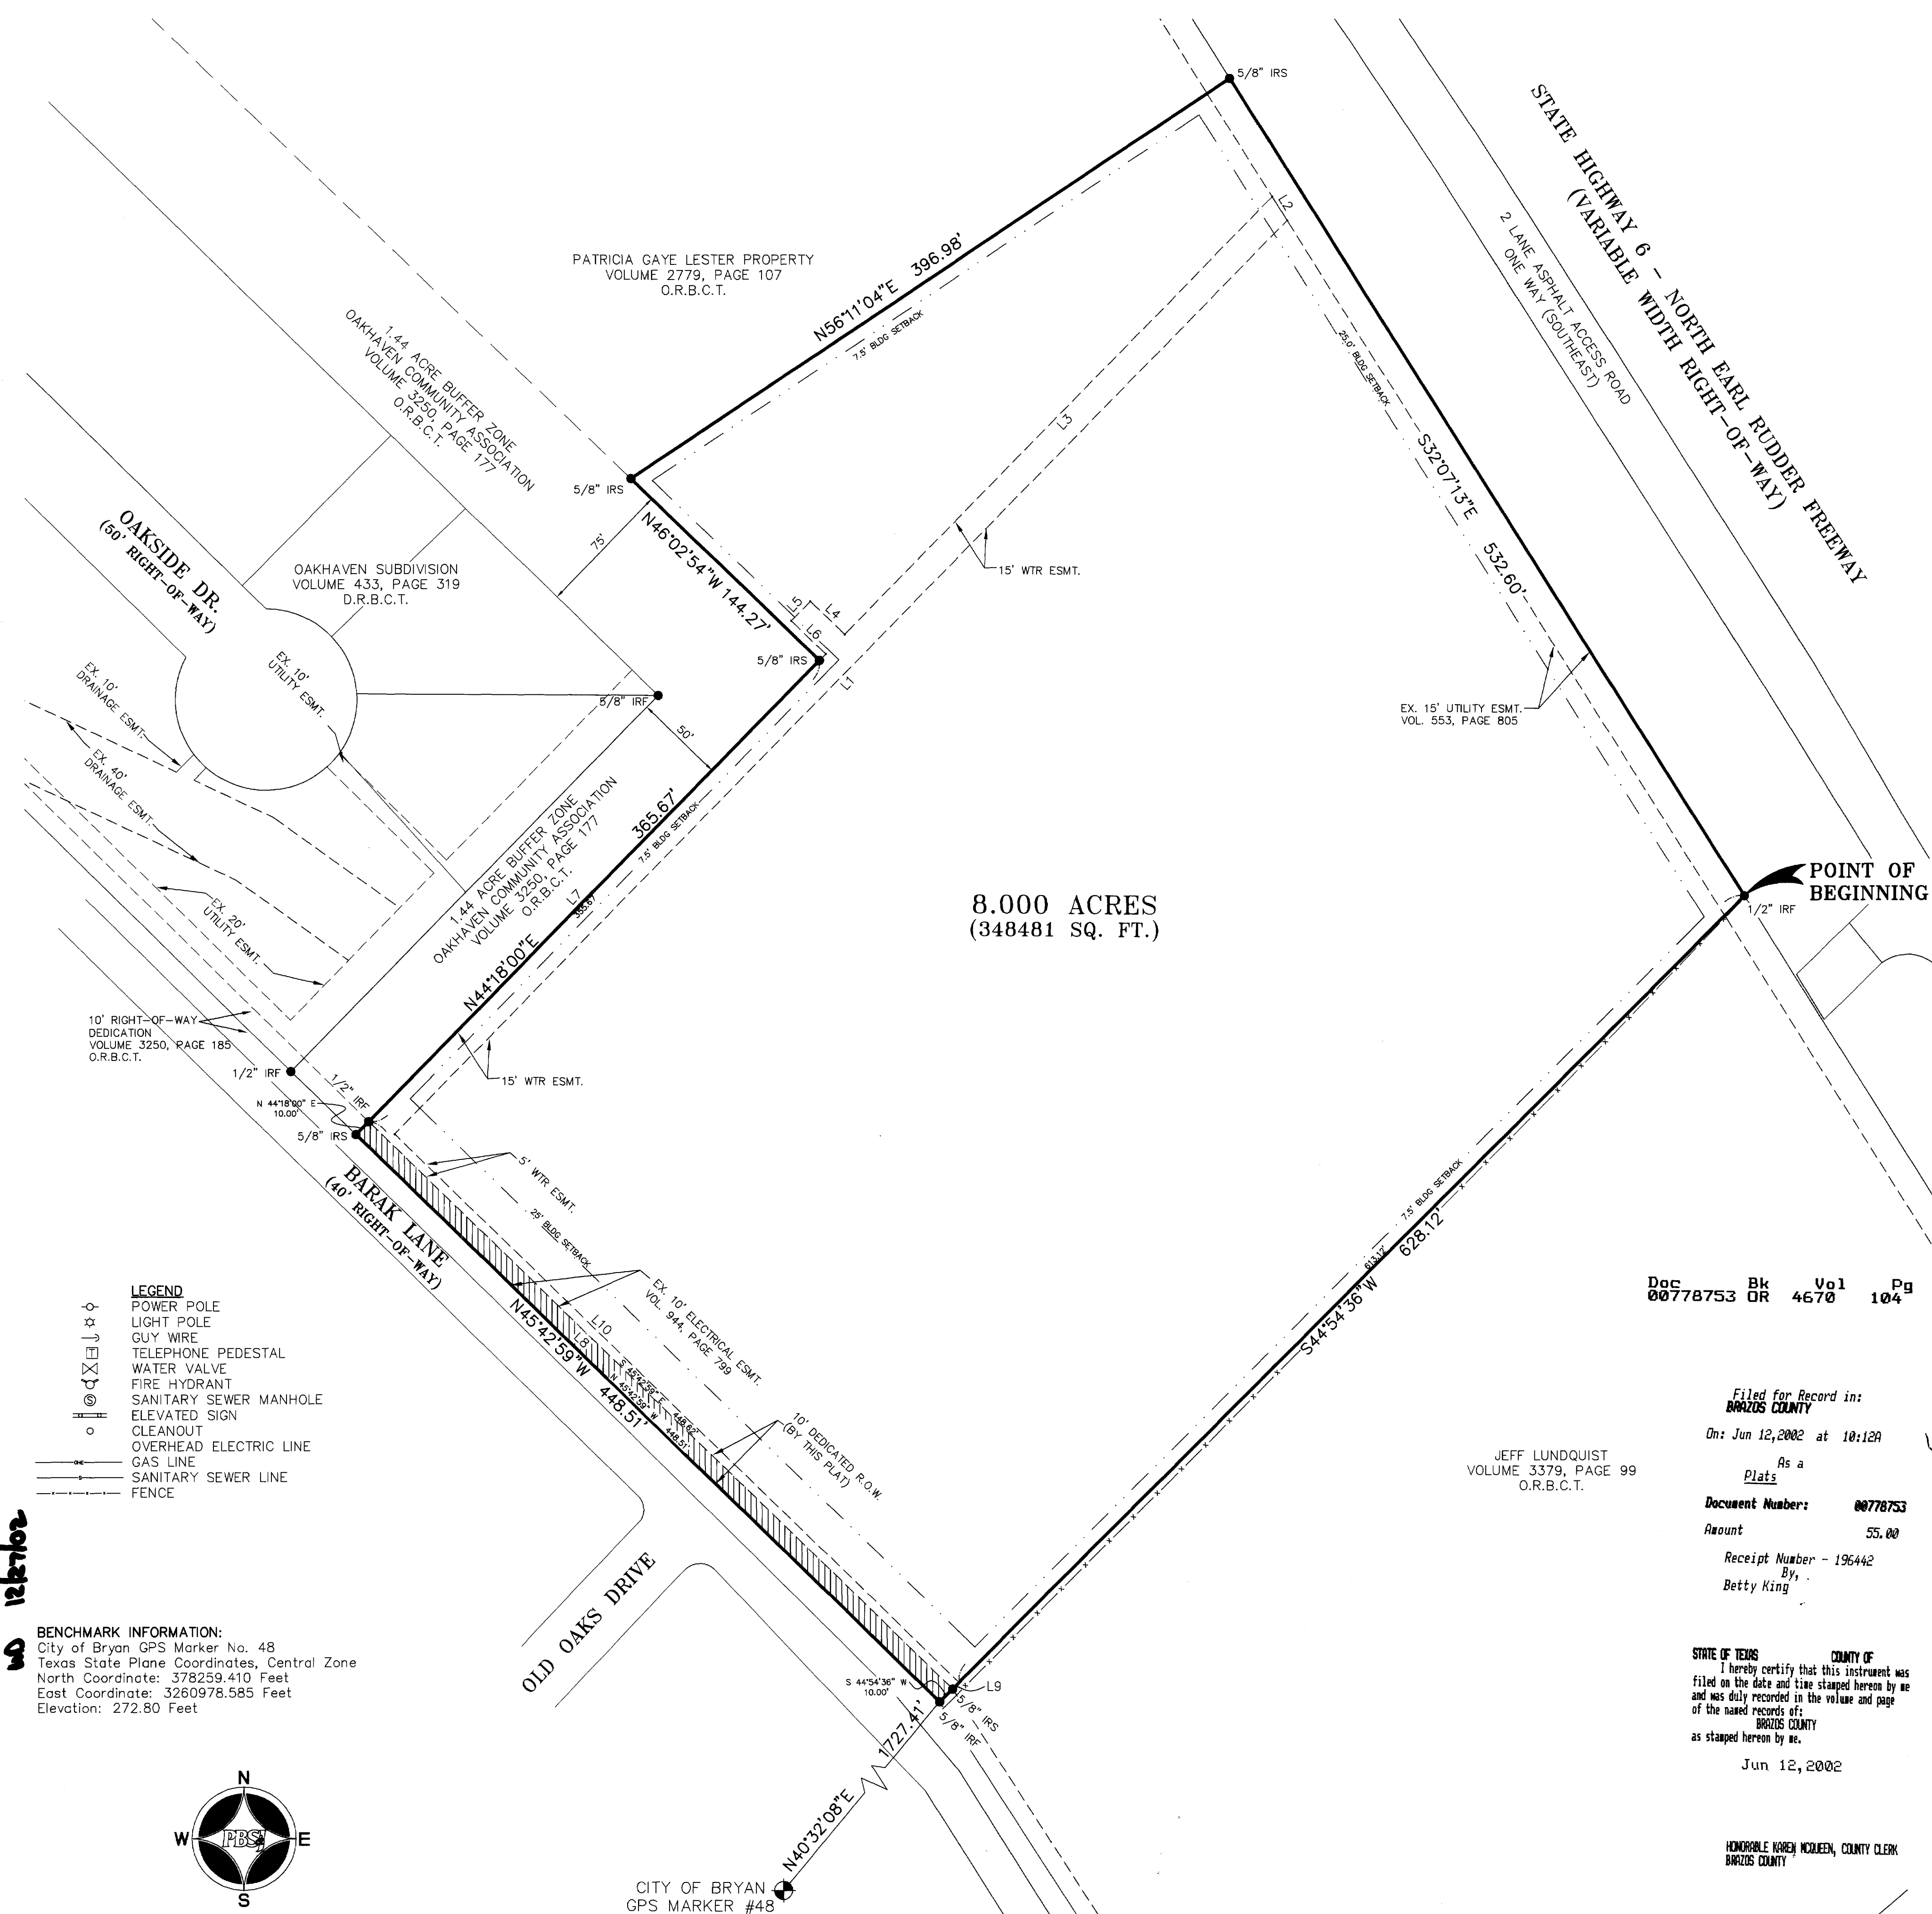 5/8" IRS
STATE HIGHWAY 6 - NORTH EARL RUDDER FREEWAY
(VARIABLE WIDTH RIGHT-OF-WAY)
2 LANE ASPHALT ACCESS ROAD
ONE WAY (SOUTHEAST)
L2
PATRICIA GAYE LESTER PROPERTY
VOLUME 2779, PAGE 107
O.R.B.C.T.
N56°11'04"E 396.98'
7.5' BLDG SETBACK
25.0' BLDG SETBACK
1.44 ACRE BUFFER ZONE
OAKHAVEN COMMUNITY ASSOCIATION
VOLUME 3250, PAGE 177
O.R.B.C.T.
L3
S32°07'13"E 532.60'
5/8" IRS
N46°02'54"W 144.27'
75'
OAKSIDE DR.
(50' RIGHT-OF-WAY)
OAKHAVEN SUBDIVISION
VOLUME 433, PAGE 319
D.R.B.C.T.
15' WTR ESMT.
L5
L4
L6
5/8" IRS
L1
EX. 10'
UTILITY ESMT.
EX. 10'
DRAINAGE ESMT.
5/8" IRF
50'
EX. 15' UTILITY ESMT.
VOL. 553, PAGE 805
EX. 40'
DRAINAGE ESMT.
365.67'
7.5' BLDG SETBACK
1.44 ACRE BUFFER ZONE
OAKHAVEN COMMUNITY ASSOCIATION
VOLUME 3250, PAGE 177
O.R.B.C.T.
L7
365.67
N44°18'00"E
EX. 20'
UTILITY ESMT.
8.000 ACRES
(348481 SQ. FT.)
POINT OF
BEGINNING
1/2" IRF
10' RIGHT-OF-WAY
DEDICATION
VOLUME 3250, PAGE 185
O.R.B.C.T.
1/2" IRF
1/2" IRF
N 44°18'00" E
10.00'
5/8" IRS
15' WTR ESMT.
5' WTR ESMT.
25' BLDG SETBACK
BARAK LANE
(40' RIGHT-OF-WAY)
EX. 10' ELECTRICAL ESMT.
VOL. 944, PAGE 799
L10
L8
N45°42'59"W 448.51'
S 45°42'59" E 448.62'
N 45°42'59" W 448.51'
10' DEDICATED R.O.W.
(BY THIS PLAT)
7.5' BLDG SETBACK
613.12'
S44°54'36"W 628.12'
LEGEND
POWER POLE
LIGHT POLE
GUY WIRE
TELEPHONE PEDESTAL
WATER VALVE
FIRE HYDRANT
SANITARY SEWER MANHOLE
ELEVATED SIGN
CLEANOUT
OVERHEAD ELECTRIC LINE
GAS LINE
SANITARY SEWER LINE
FENCE
Doc Bk Vol Pg
00778753 OR 4670 104
Filed for Record in:
BRAZOS COUNTY
On: Jun 12,2002 at 10:12A
As a
Plats
Document Number: 00778753
Amount 55.00
Receipt Number - 196442
By,
Betty King
JEFF LUNDQUIST
VOLUME 3379, PAGE 99
O.R.B.C.T.
12/27/02
OLD OAKS DRIVE
BENCHMARK INFORMATION:
City of Bryan GPS Marker No. 48
Texas State Plane Coordinates, Central Zone
North Coordinate: 378259.410 Feet
East Coordinate: 3260978.585 Feet
Elevation: 272.80 Feet
S 44°54'36" W
10.00'
L9
5/8" IRS
5/8" IRF
N40°32'08"E 1727.41'
CITY OF BRYAN
GPS MARKER #48
N
W
E
S
PBSJ
STATE OF TEXAS COUNTY OF
I hereby certify that this instrument was
filed on the date and time stamped hereon by me
and was duly recorded in the volume and page
of the named records of:
BRAZOS COUNTY
as stamped hereon by me.
Jun 12,2002
HONORABLE KAREN MCQUEEN, COUNTY CLERK
BRAZOS COUNTY